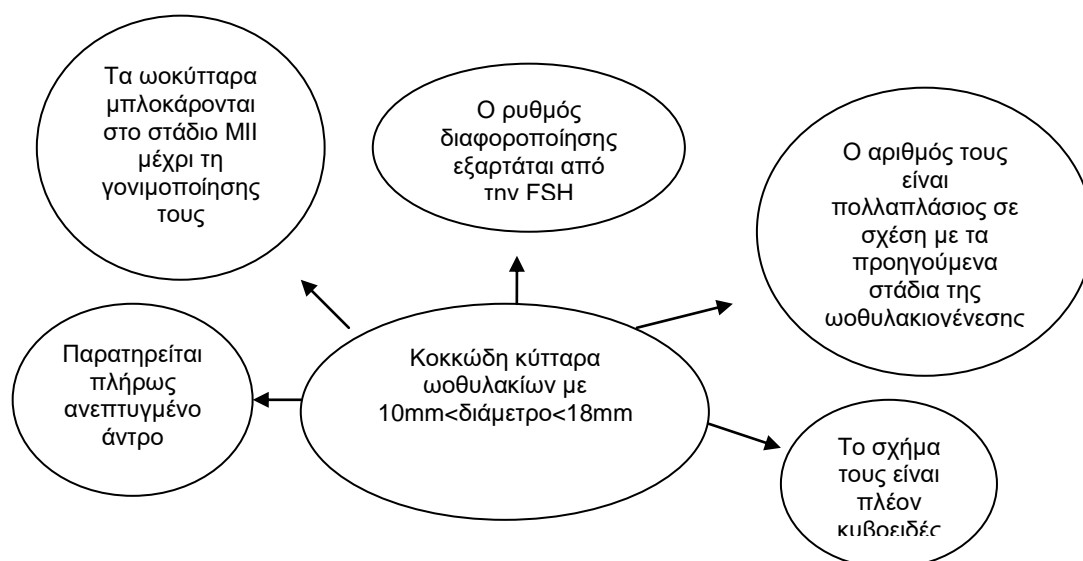 Τα ωοκύτταρα
μπλοκάρονται
στο στάδιο ΜΙΙ
μέχρι τη
γονιμοποίησης
τους
Ο ρυθμός
διαφοροποίησης
εξαρτάται από
την FSH
Ο αριθμός τους
είναι
πολλαπλάσιος σε
σχέση με τα
προηγούμενα
στάδια της
ωοθυλακιογένεσης
Παρατηρείται
πλήρως
ανεπτυγμένο
άντρο
Κοκκώδη κύτταρα
ωοθυλακίων με
10mm<διάμετρο<18mm
Το σχήμα
τους είναι
πλέον
κυβοειδές